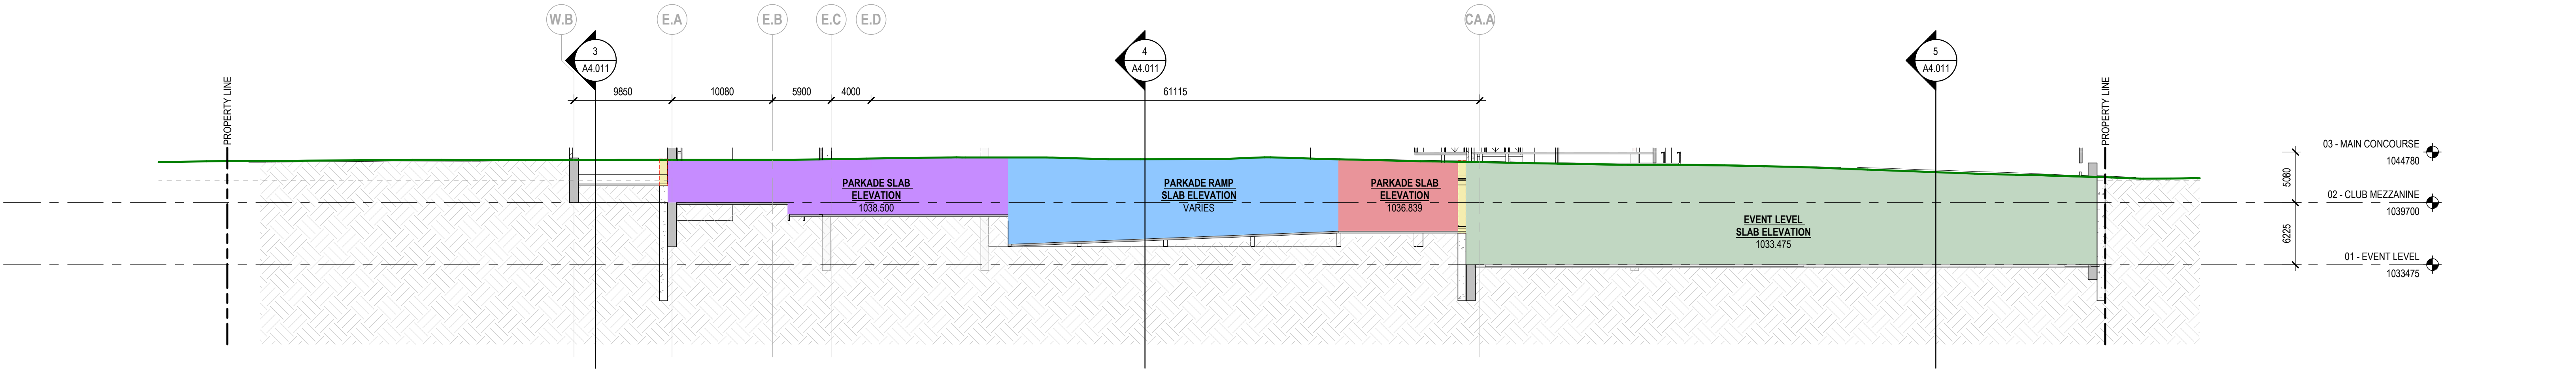 W.B
E.A
E.B
E.C
E.D
CA.A
3
A4.011
4
A4.011
5
A4.011
9850
10080
5900
4000
61115
PROPERTY LINE
PROPERTY LINE
03 - MAIN CONCOURSE
1044780
5080
02 - CLUB MEZZANINE
1039700
6225
01 - EVENT LEVEL
1033475
PARKADE SLAB
ELEVATION
1038.500
PARKADE RAMP
SLAB ELEVATION
VARIES
PARKADE SLAB
ELEVATION
1036.839
EVENT LEVEL
SLAB ELEVATION
1033.475